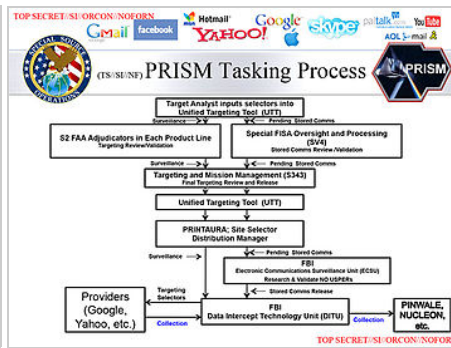 TOP SECRET//SI//ORCON//NOFORN
Gmail facebook Hotmail YAHOO! Google skype paltalk.com YouTube
AOL mail
SPECIAL SOURCE OPERATIONS
(TS//SI//NF) PRISM Tasking Process
PRISM
Target Analyst inputs selectors into
Unified Targeting Tool (UTT)
Surveillance
Pending Stored Comms
S2 FAA Adjudicators in Each Product Line
Targeting Review/Validation
Special FISA Oversight and Processing
(SV4)
Stored Comms Review/Validation
Surveillance
Pending Stored Comms
Targeting and Mission Management (S343)
Final Targeting Review and Release
Unified Targeting Tool (UTT)
PRINTAURA; Site Selector
Distribution Manager
Surveillance
Pending Stored Comms
FBI
Electronic Communications Surveillance Unit (ECSU)
Research & Validate NO USPERs
Stored Comms Release
Providers
(Google,
Yahoo, etc.)
Targeting
Selectors
Collection
FBI
Data Intercept Technology Unit (DITU)
Collection
PINWALE,
NUCLEON,
etc.
TOP SECRET//SI//ORCON//NOFORN